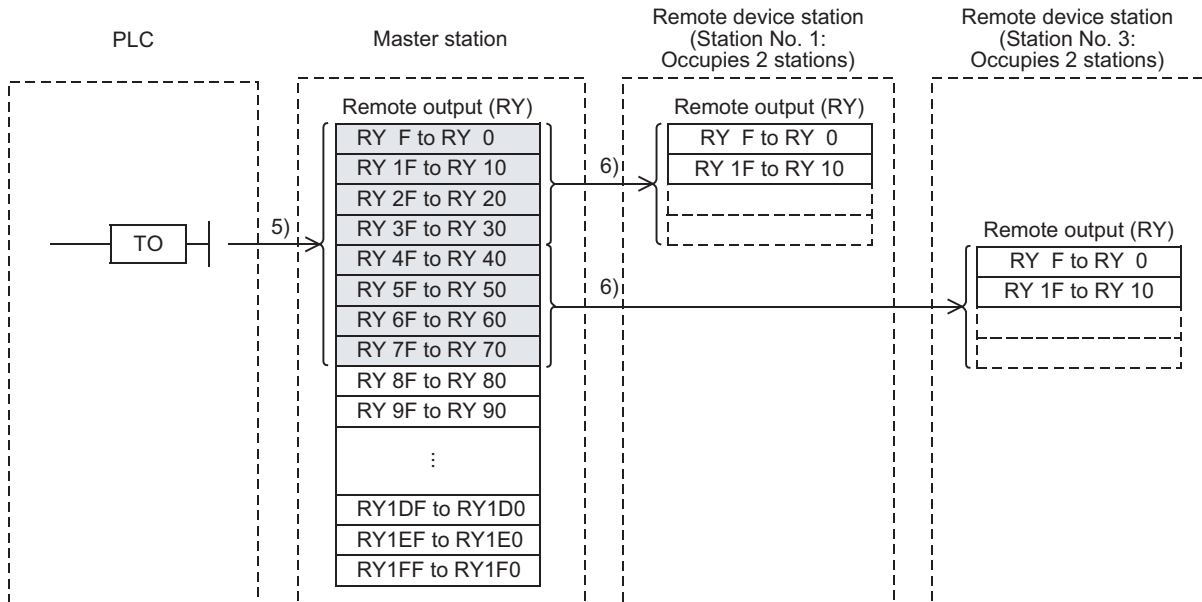 PLC
Master station
Remote device station
(Station No. 1:
Occupies 2 stations)
Remote device station
(Station No. 3:
Occupies 2 stations)
TO
5)
Remote output (RY)
RY F to RY 0
RY 1F to RY 10
RY 2F to RY 20
RY 3F to RY 30
RY 4F to RY 40
RY 5F to RY 50
RY 6F to RY 60
RY 7F to RY 70
RY 8F to RY 80
RY 9F to RY 90
⋮
RY1DF to RY1D0
RY1EF to RY1E0
RY1FF to RY1F0
6)
6)
Remote output (RY)
RY F to RY 0
RY 1F to RY 10
Remote output (RY)
RY F to RY 0
RY 1F to RY 10